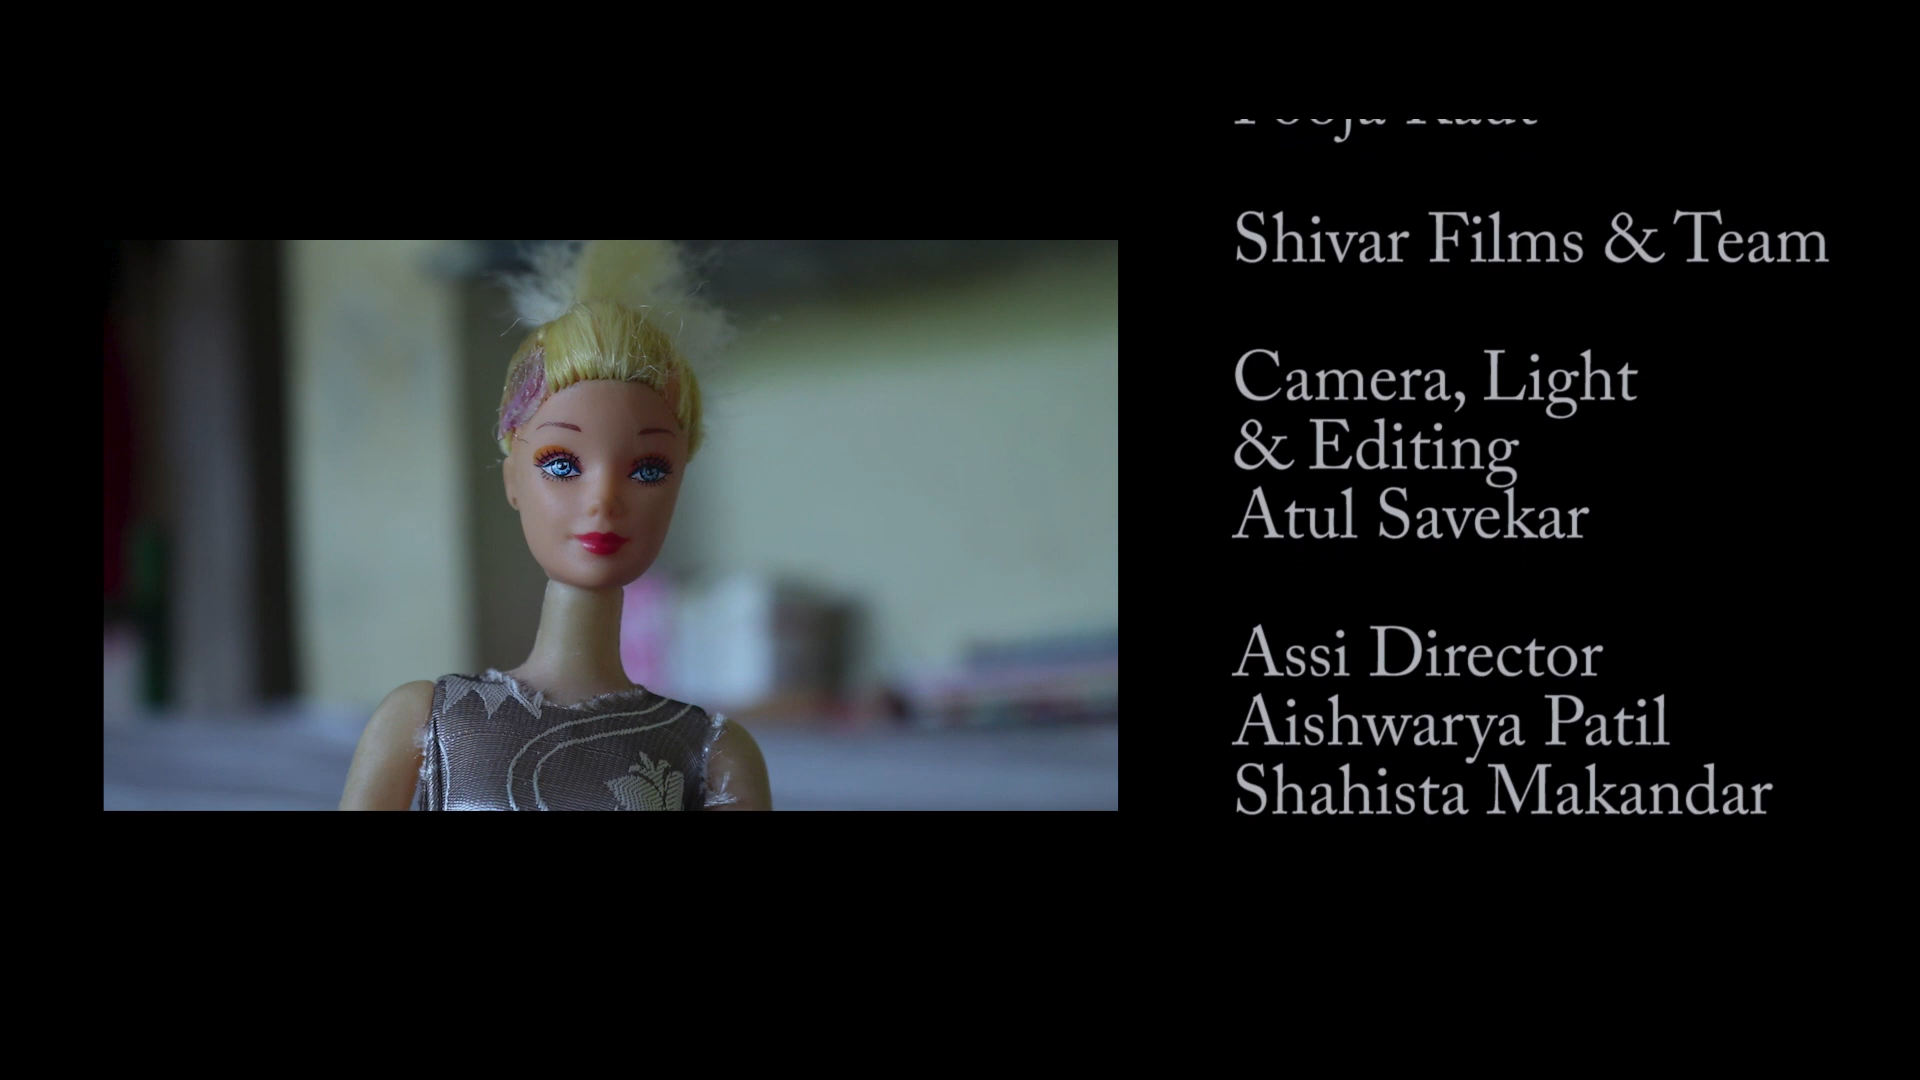 Shivar Films & Team
Camera, Light
& Editing
Atul Savekar
Assi Director
Aishwarya Patil
Shahista Makandar